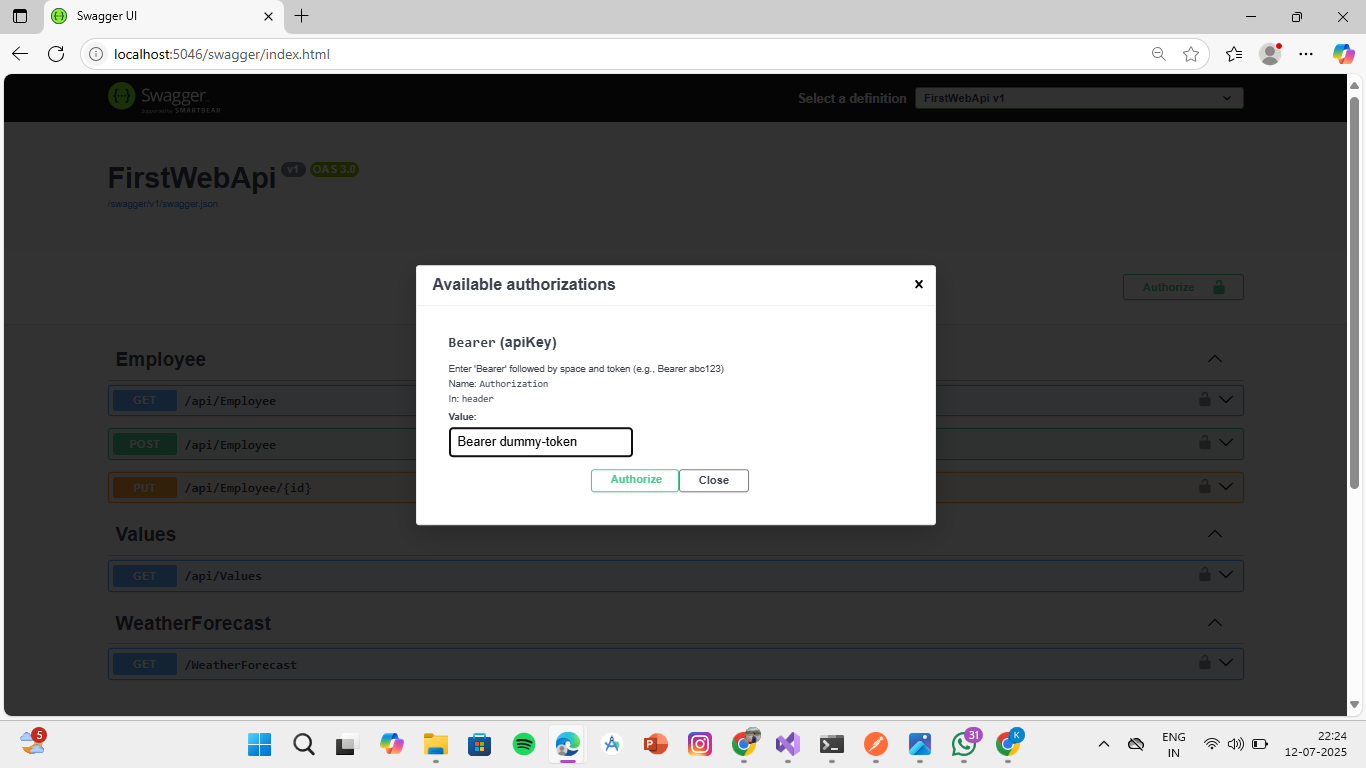 Swagger UI
localhost:5046/swagger/index.html
Swagger
Supported by SMARTBEAR
Select a definition
FirstWebApi v1
FirstWebApi v1 OAS 3.0
/swagger/v1/swagger.json
Authorize
Available authorizations
Bearer (apiKey)
Enter 'Bearer' followed by space and token (e.g., Bearer abc123)
Name: Authorization
In: header
Value:
Bearer dummy-token
Authorize Close
Employee
GET /api/Employee
POST /api/Employee
PUT /api/Employee/{id}
Values
GET /api/Values
WeatherForecast
GET /WeatherForecast
5
31
K
ENG
IN
22:24
12-07-2025